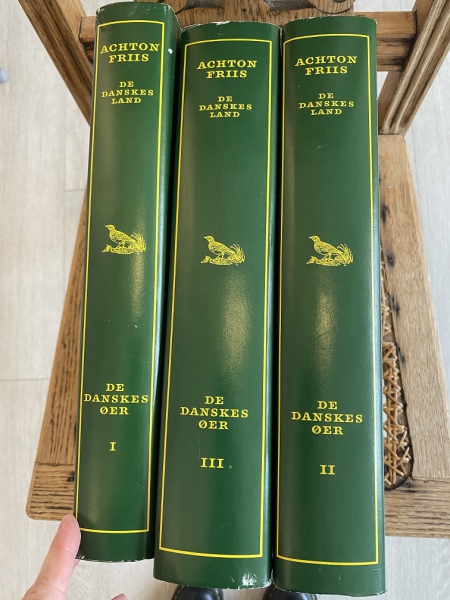 ACHTON
FRIIS
DE
DANSKES
LAND
DE
DANSKES
ØER
I
ACHTON
FRIIS
DE
DANSKES
LAND
DE
DANSKES
ØER
III
ACHTON
FRIIS
DE
DANSKES
LAND
DE
DANSKES
ØER
II